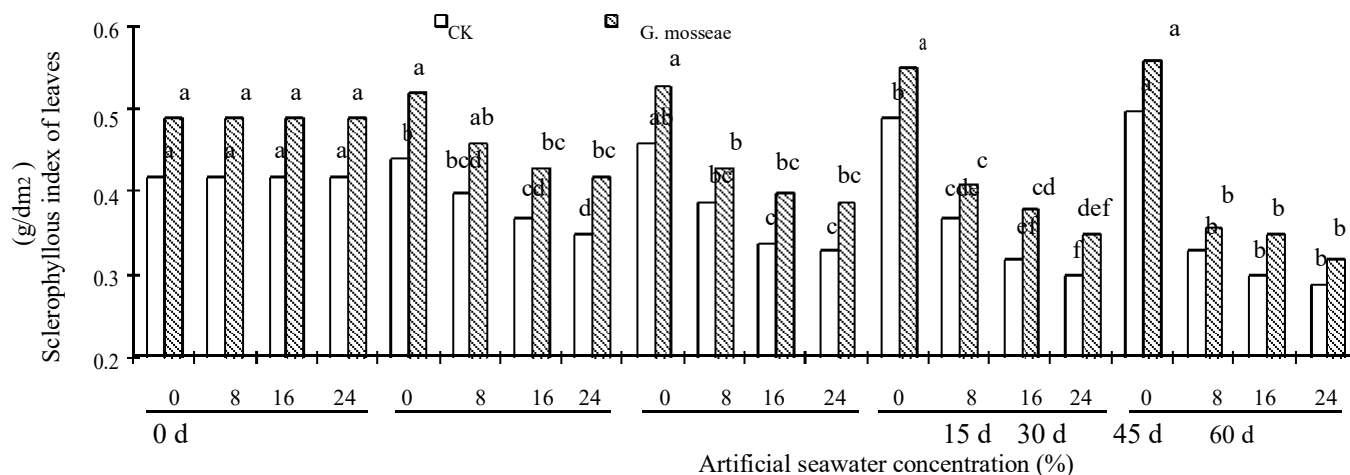 0.6
CK G. mosseae
a
a a a
a a a a ab
0.5 b
b ab a b bc c
bcd bc bc cd b
0.4 cd d bc cdc def b
c c ef f b b b
0.3 b
0.2
(g/dm2 )
Sclerophyllous index of leaves
0 8 16 24 0 8 16 24 0 8 16 24 0 8 16 24 0 8 16 24
0 d 15 d 30 d 45 d 60 d
Artificial seawater concentration (%)